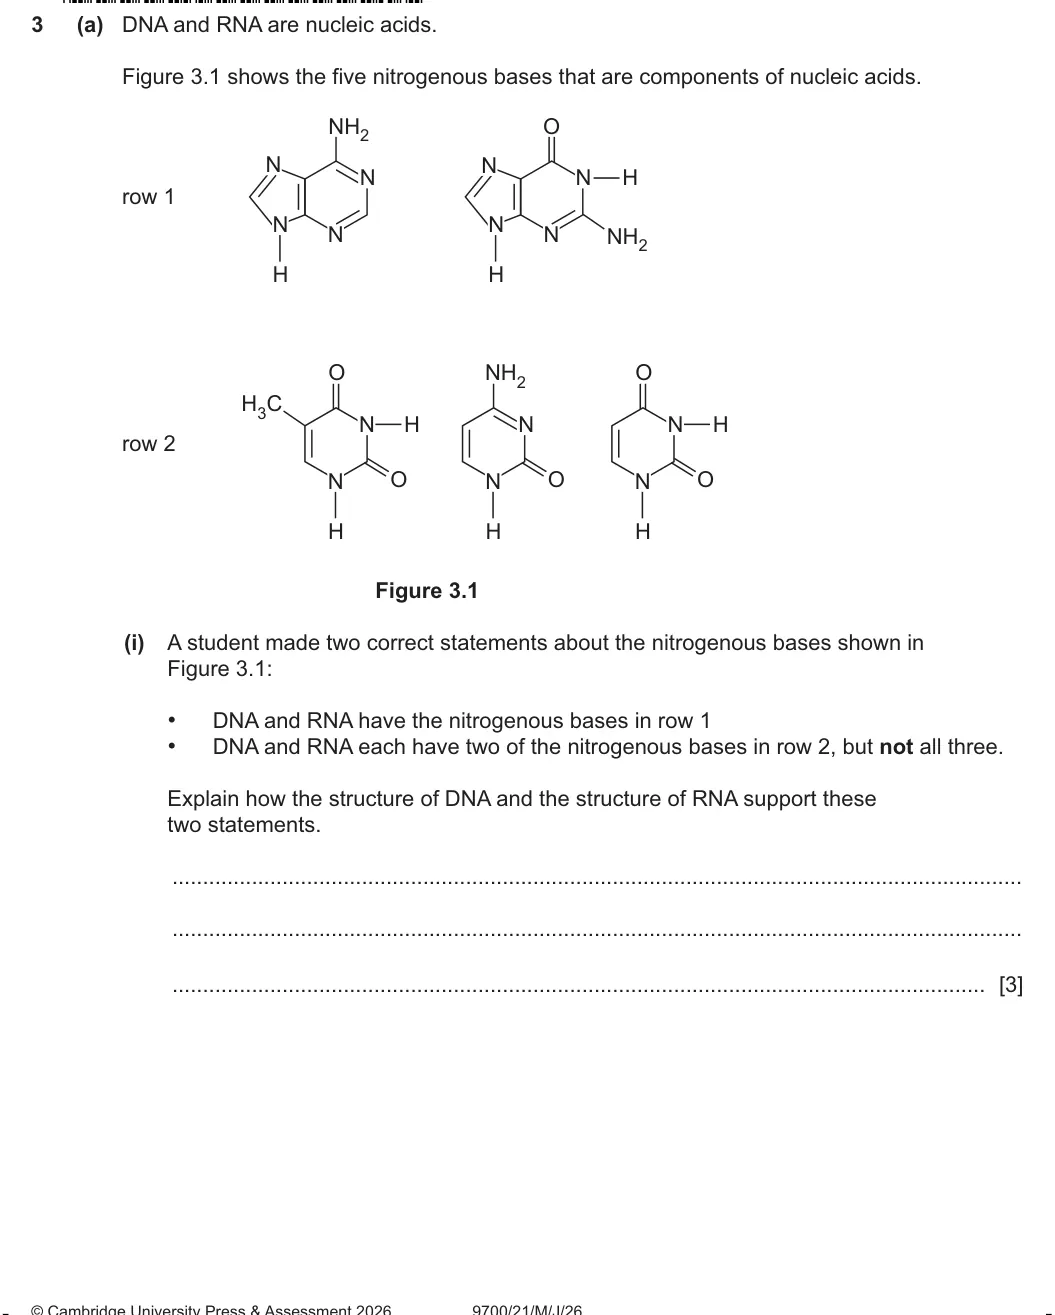 3 (a) DNA and RNA are nucleic acids.
Figure 3.1 shows the five nitrogenous bases that are components of nucleic acids.
row 1
NH2
N
N
N
N
H
O
N
N
H
N
N
NH2
H
row 2
O
H3C
N
H
N
O
H
NH2
N
N
O
H
O
N
H
N
O
H
Figure 3.1
(i) A student made two correct statements about the nitrogenous bases shown in
Figure 3.1:
• DNA and RNA have the nitrogenous bases in row 1
• DNA and RNA each have two of the nitrogenous bases in row 2, but not all three.
Explain how the structure of DNA and the structure of RNA support these
two statements.
[3]
© Cambridge University Press & Assessment 2026 9700/21/M/J/26